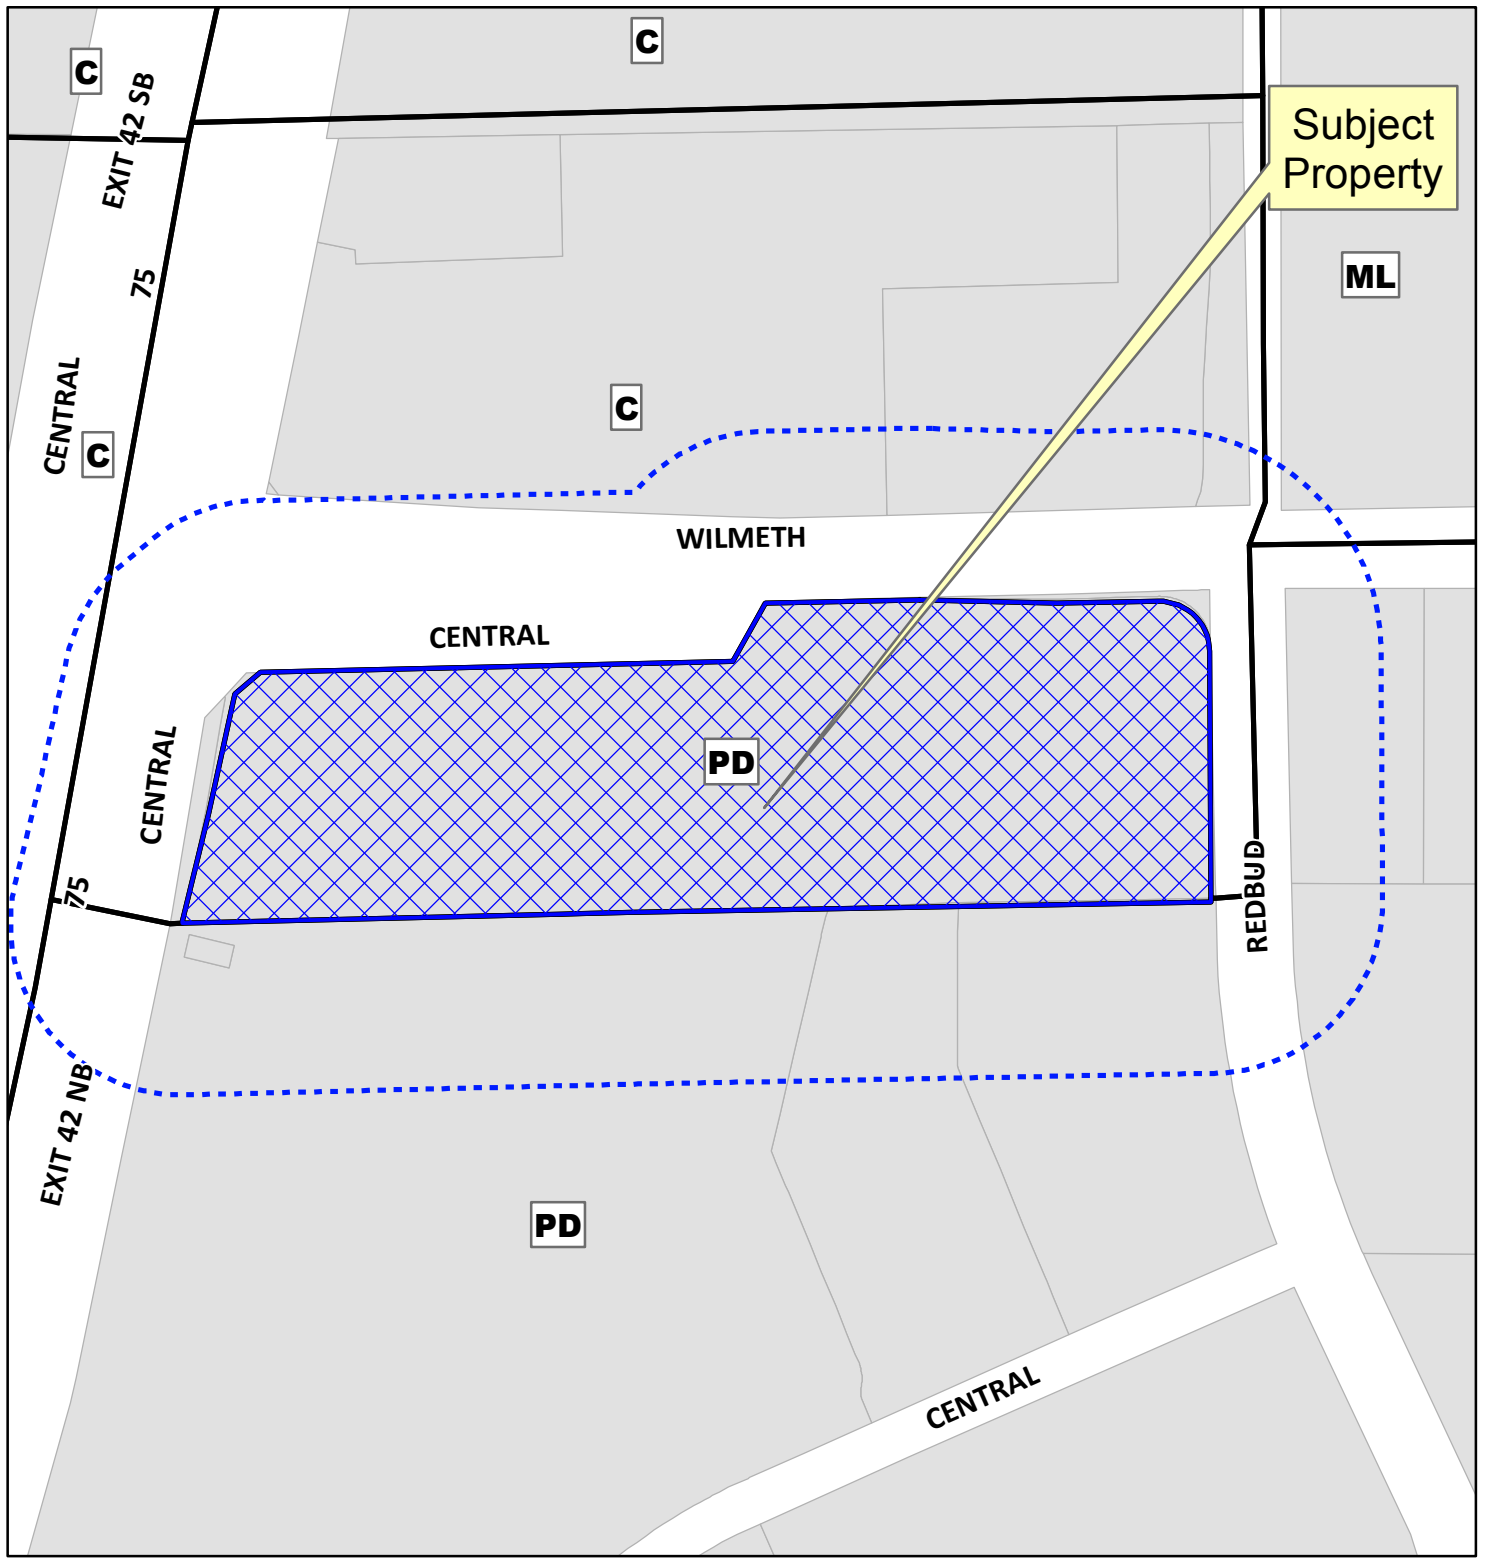 C
C
EXIT 42 SB
Subject
Property
75
ML
CENTRAL
C
C
WILMETH
CENTRAL
CENTRAL
PD
75
REDBUD
EXIT 42 NB
PD
CENTRAL